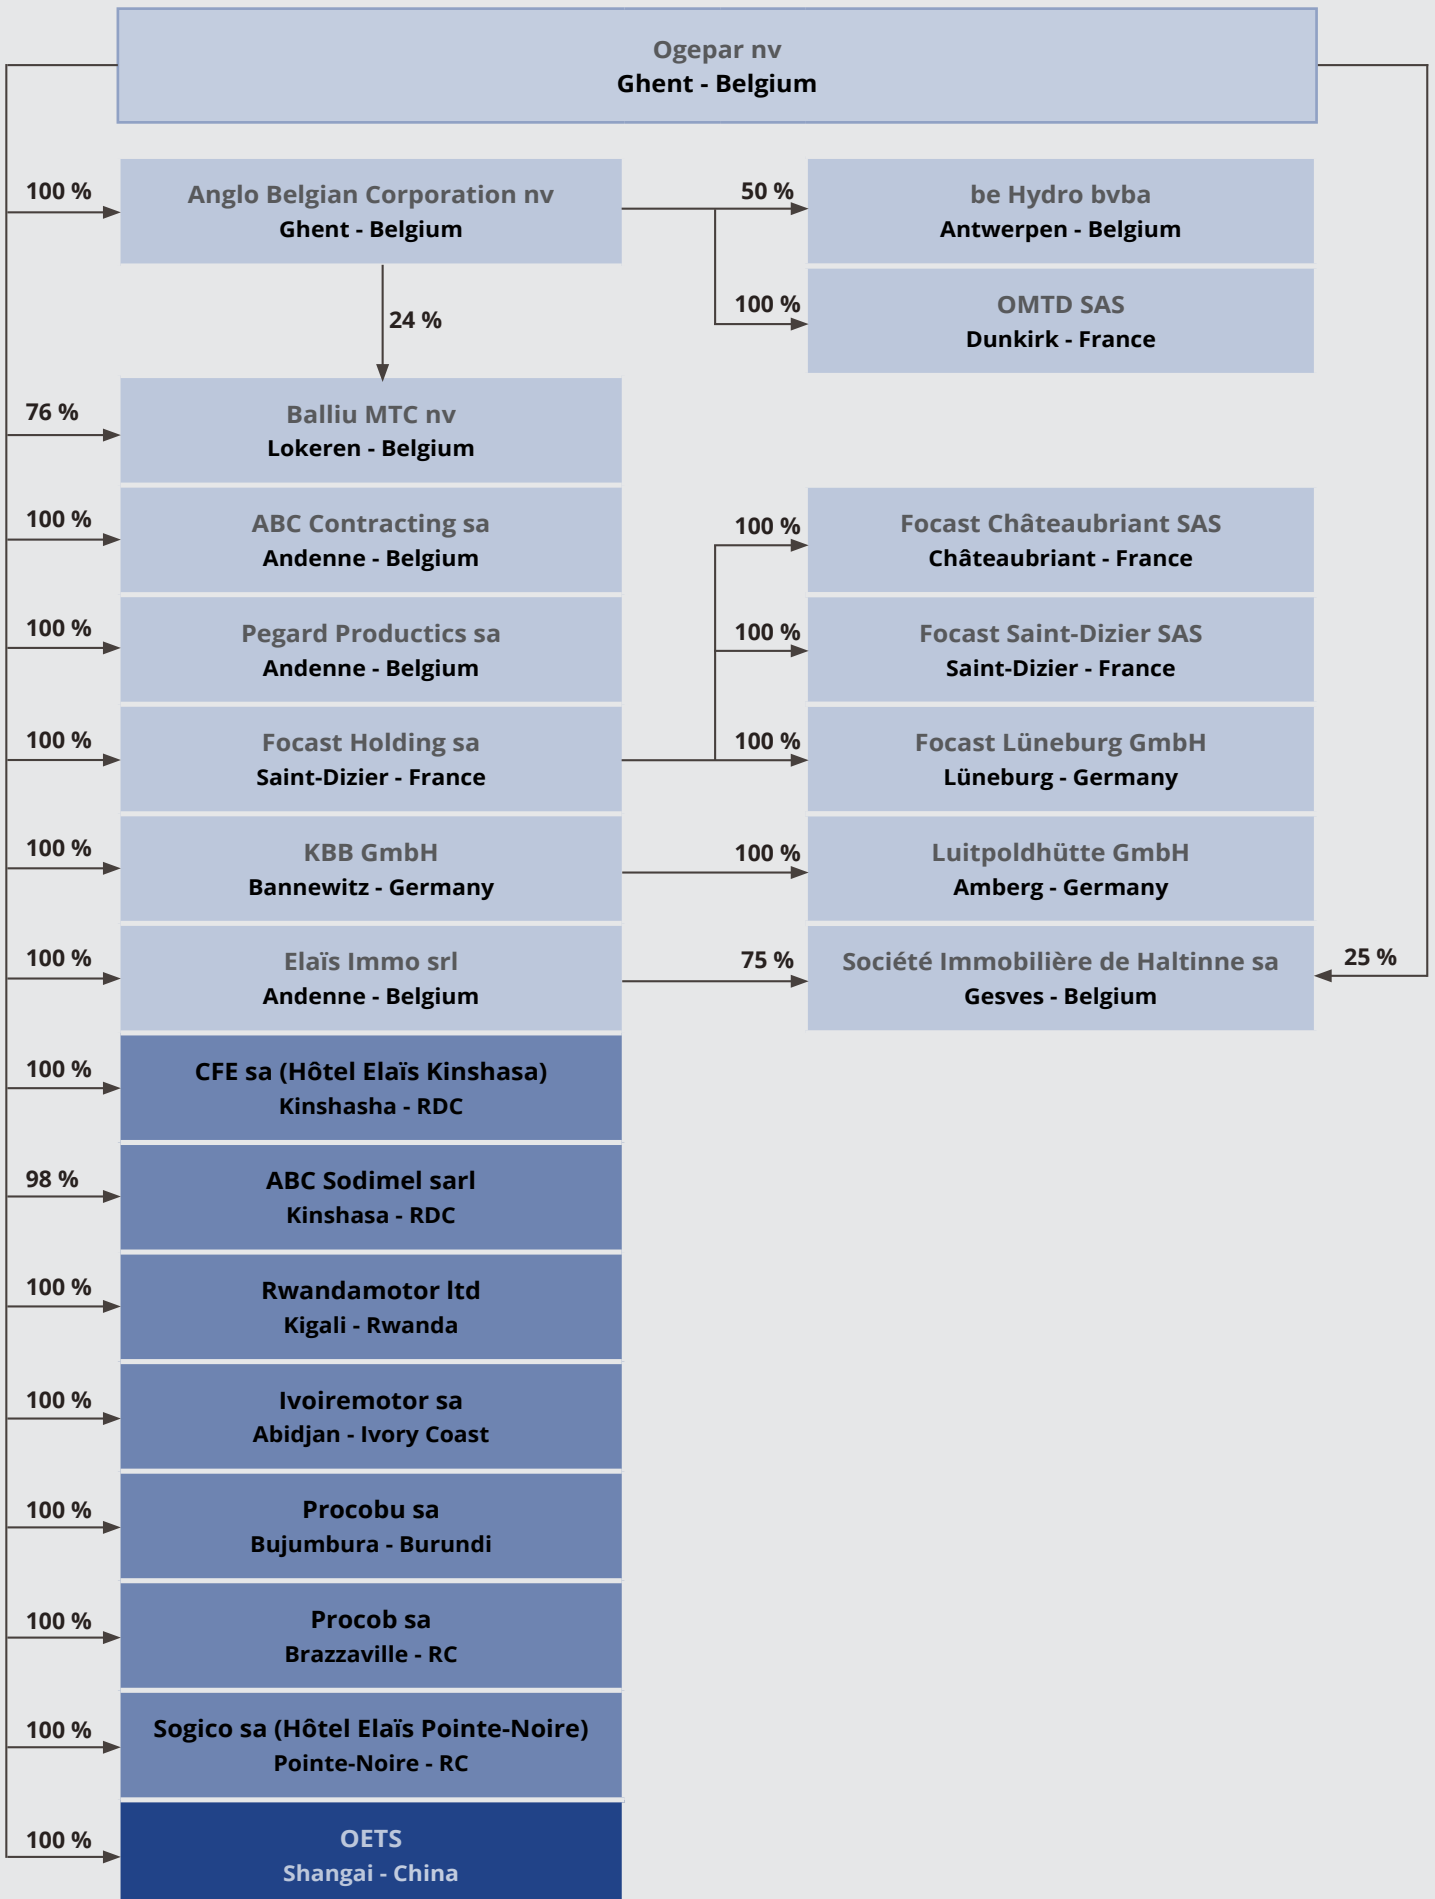 Ogepar nv
Ghent - Belgium
100 %
Anglo Belgian Corporation nv
Ghent - Belgium
50 %
be Hydro bvba
Antwerpen - Belgium
100 %
OMTD SAS
Dunkirk - France
24 %
76 %
Balliu MTC nv
Lokeren - Belgium
100 %
ABC Contracting sa
Andenne - Belgium
100 %
Focast Châteaubriant SAS
Châteaubriant - France
100 %
Pegard Productics sa
Andenne - Belgium
100 %
Focast Saint-Dizier SAS
Saint-Dizier - France
100 %
Focast Holding sa
Saint-Dizier - France
100 %
Focast Lüneburg GmbH
Lüneburg - Germany
100 %
KBB GmbH
Bannewitz - Germany
100 %
Luitpoldhütte GmbH
Amberg - Germany
100 %
Elaïs Immo srl
Andenne - Belgium
75 %
Société Immobilière de Haltinne sa
Gesves - Belgium
25 %
100 %
CFE sa (Hôtel Elaïs Kinshasa)
Kinshasha - RDC
98 %
ABC Sodimel sarl
Kinshasa - RDC
100 %
Rwandamotor ltd
Kigali - Rwanda
100 %
Ivoiremotor sa
Abidjan - Ivory Coast
100 %
Procobu sa
Bujumbura - Burundi
100 %
Procob sa
Brazzaville - RC
100 %
Sogico sa (Hôtel Elaïs Pointe-Noire)
Pointe-Noire - RC
100 %
OETS
Shangai - China